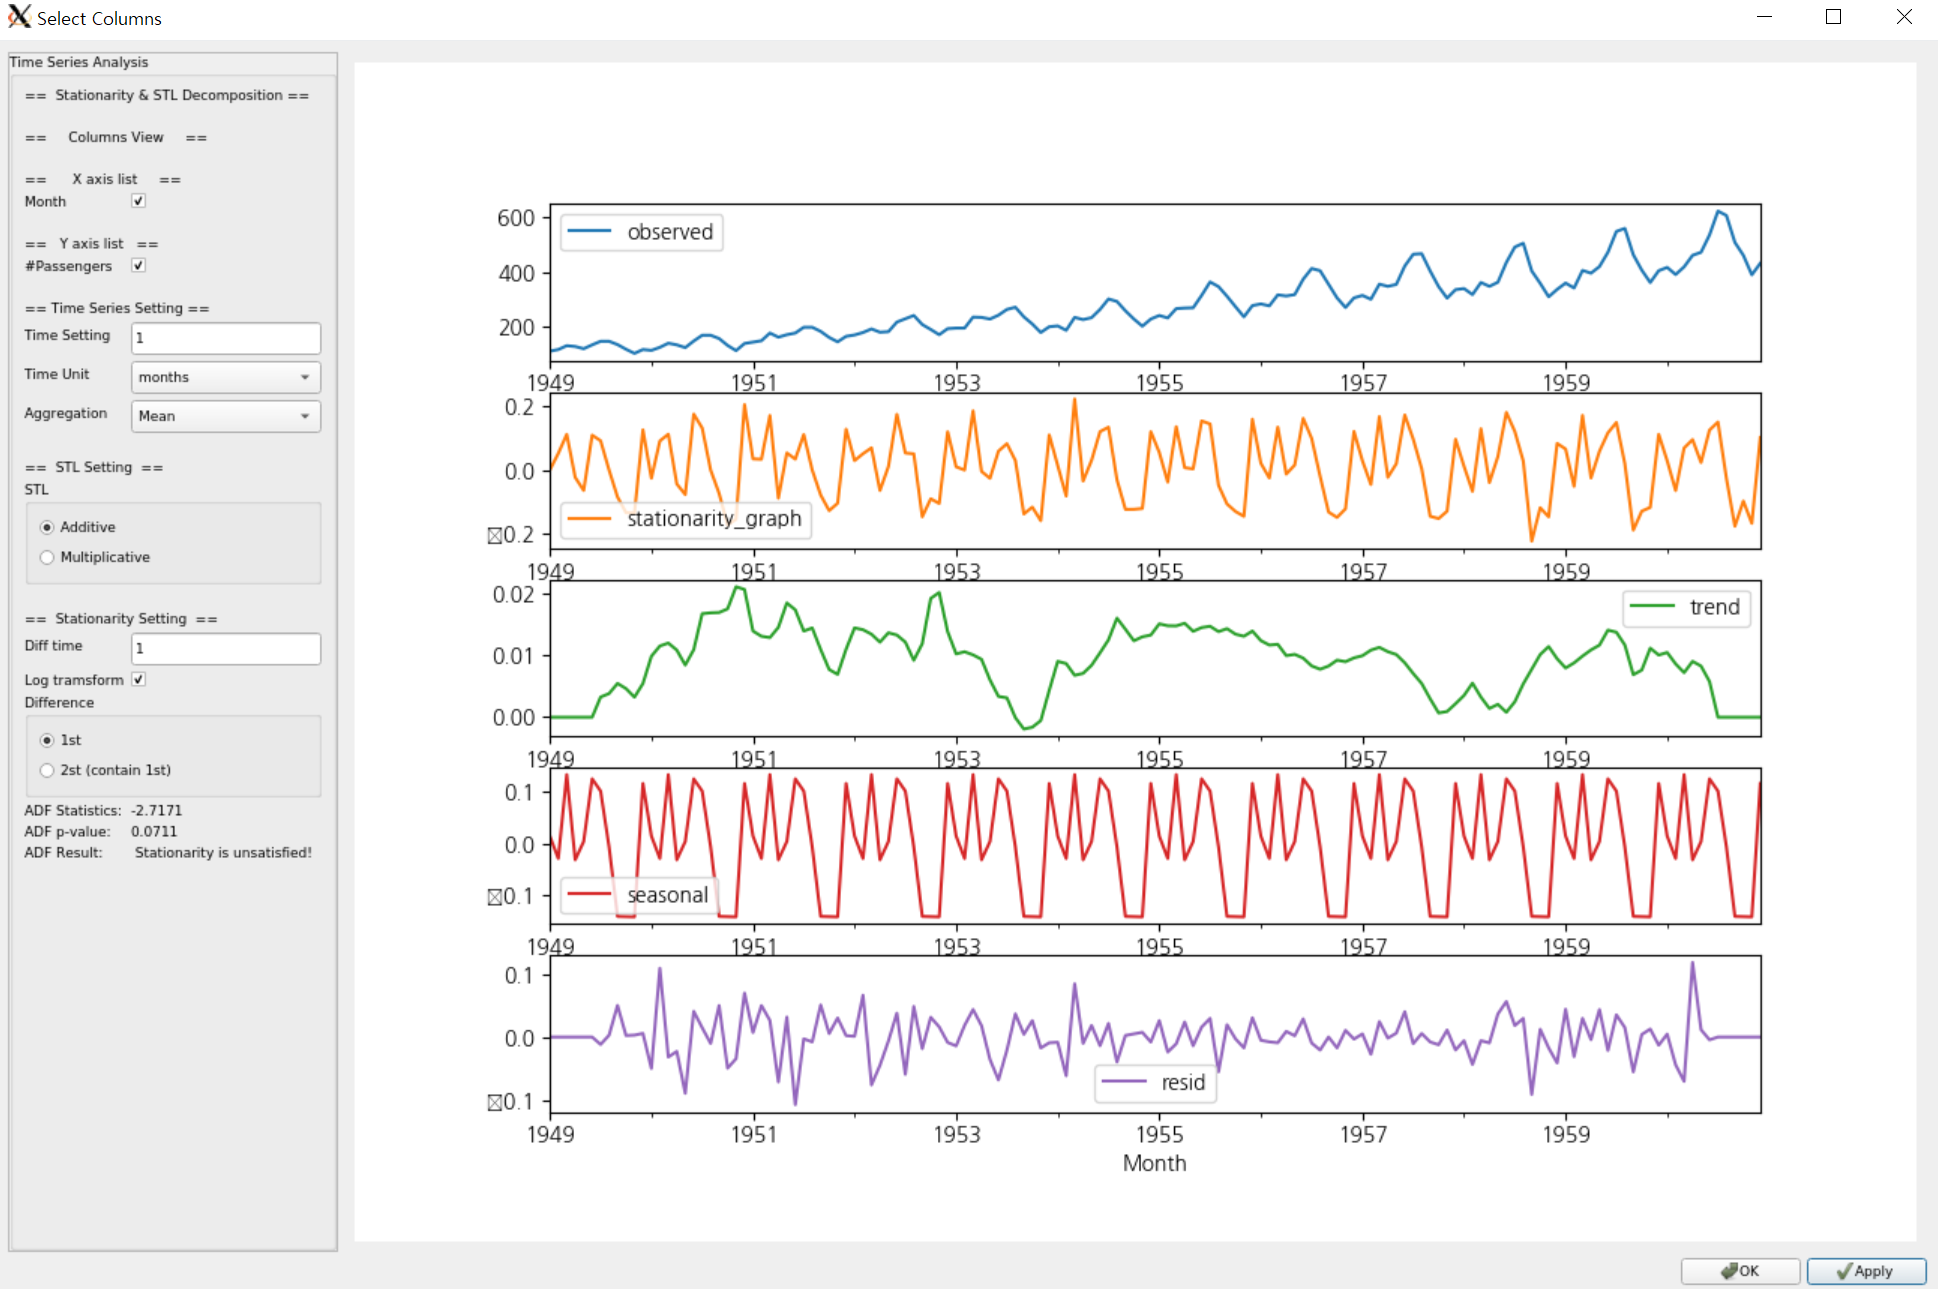 Select Columns
Time Series Analysis
== Stationarity & STL Decomposition ==
== Columns View ==
== X axis list ==
Month
== Y axis list ==
#Passengers
== Time Series Setting ==
Time Setting 1
Time Unit months
Aggregation Mean
== STL Setting ==
STL
Additive
Multiplicative
== Stationarity Setting ==
Diff time 1
Log transform
Difference
1st
2st (contain 1st)
ADF Statistics: -2.7171
ADF p-value: 0.0711
ADF Result: Stationarity is unsatisfied!
600
400
200
observed
1949 1951 1953 1955 1957 1959
0.2
0.0
☒0.2
stationarity_graph
1949 1951 1953 1955 1957 1959
0.02
0.01
0.00
trend
1949 1951 1953 1955 1957 1959
0.1
0.0
☒0.1
seasonal
1949 1951 1953 1955 1957 1959
0.1
0.0
☒0.1
resid
1949 1951 1953 1955 1957 1959
Month
OK Apply